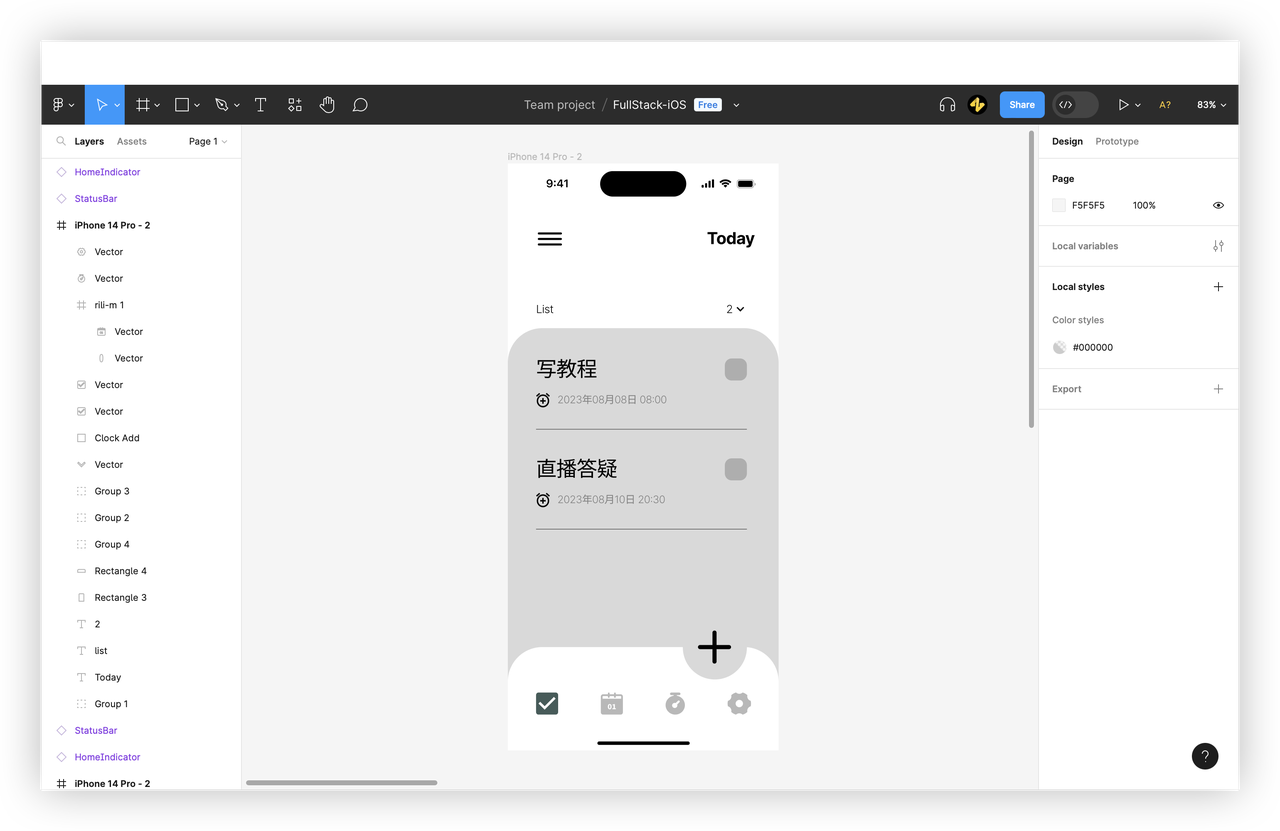 Team project / FullStack-iOS Free
Share
A?
83%
Layers
Assets
Page 1
HomeIndicator
StatusBar
iPhone 14 Pro - 2
Vector
Vector
rili-m 1
Vector
Vector
Vector
Vector
Clock Add
Vector
Group 3
Group 2
Group 4
Rectangle 4
Rectangle 3
2
list
Today
Group 1
StatusBar
HomeIndicator
iPhone 14 Pro - 2
iPhone 14 Pro - 2
9:41
Today
List
2
写教程
2023年08月08日 08:00
直播答疑
2023年08月10日 20:30
01
Design
Prototype
Page
F5F5F5
100%
Local variables
Local styles
Color styles
#000000
Export
?